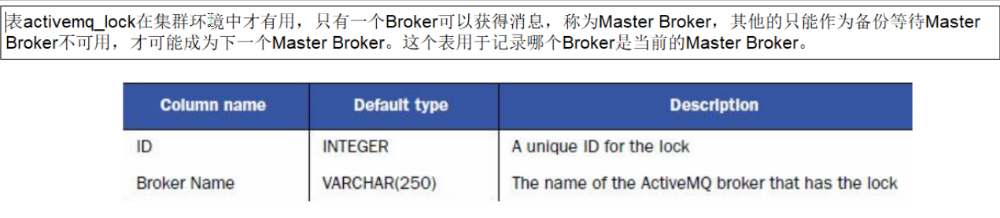 表activemq_lock在集群环境中才有用，只有一个Broker可以获得消息，称为Master Broker，其他的只能作为备份等待Master
Broker不可用，才可能成为下一个Master Broker。这个表用于记录哪个Broker是当前的Master Broker。
Column name Default type Description
ID INTEGER A unique ID for the lock
Broker Name VARCHAR(250) The name of the ActiveMQ broker that has the lock